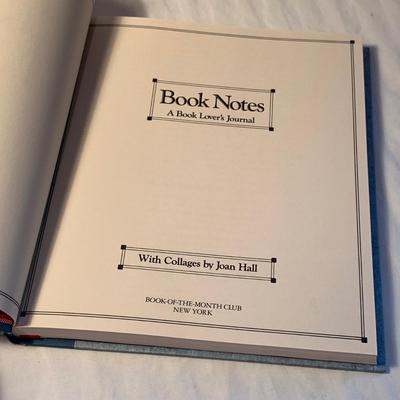 Book Notes
A Book Lover's Journal
With Collages by Joan Hall
BOOK-OF-THE-MONTH CLUB
NEW YORK